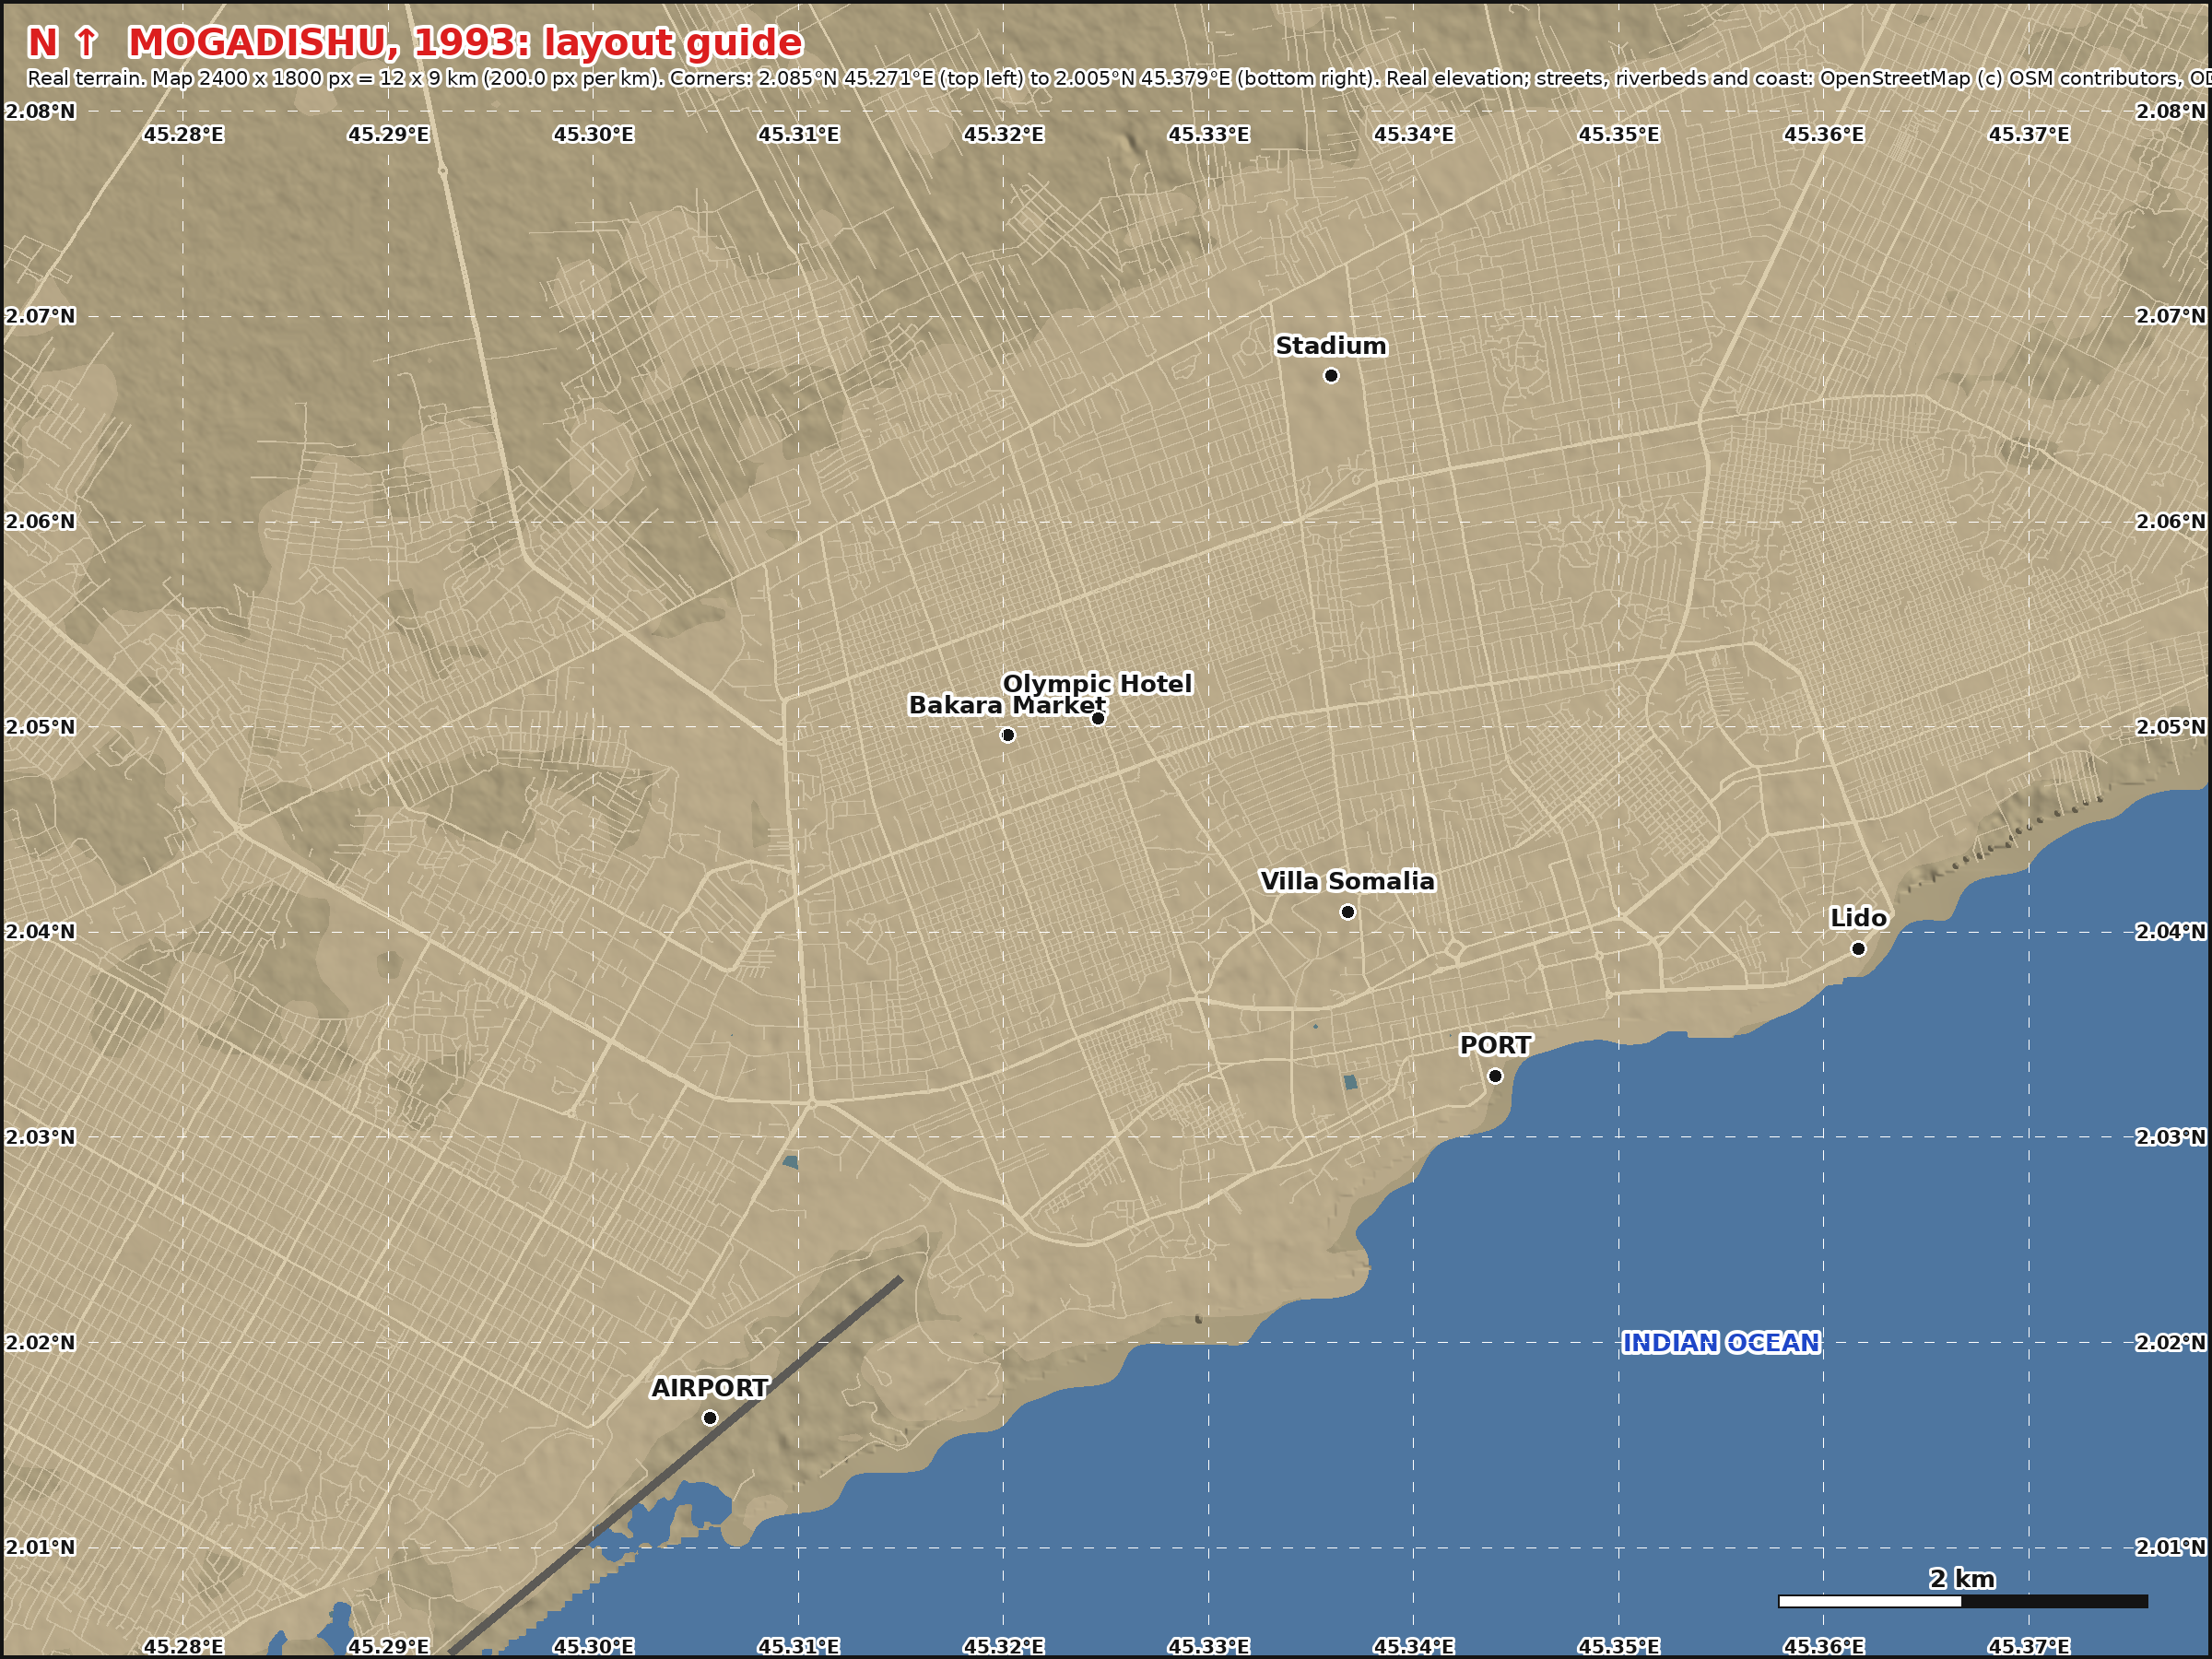 N ↑ MOGADISHU, 1993: layout guide
Real terrain. Map 2400 x 1800 px = 12 x 9 km (200.0 px per km). Corners: 2.085°N 45.271°E (top left) to 2.005°N 45.379°E (bottom right). Real elevation; streets, riverbeds and coast: OpenStreetMap (c) OSM contributors,
2.08°N 2.08°N
45.28°E 45.29°E 45.30°E 45.31°E 45.32°E 45.33°E 45.34°E 45.35°E 45.36°E 45.37°E
2.07°N 2.07°N
Stadium
2.06°N 2.06°N
Olympic Hotel
Bakara Market
2.05°N 2.05°N
Villa Somalia
Lido
2.04°N 2.04°N
PORT
2.03°N 2.03°N
2.02°N INDIAN OCEAN 2.02°N
AIRPORT
2.01°N 2.01°N
2 km
45.28°E 45.29°E 45.30°E 45.31°E 45.32°E 45.33°E 45.34°E 45.35°E 45.36°E 45.37°E